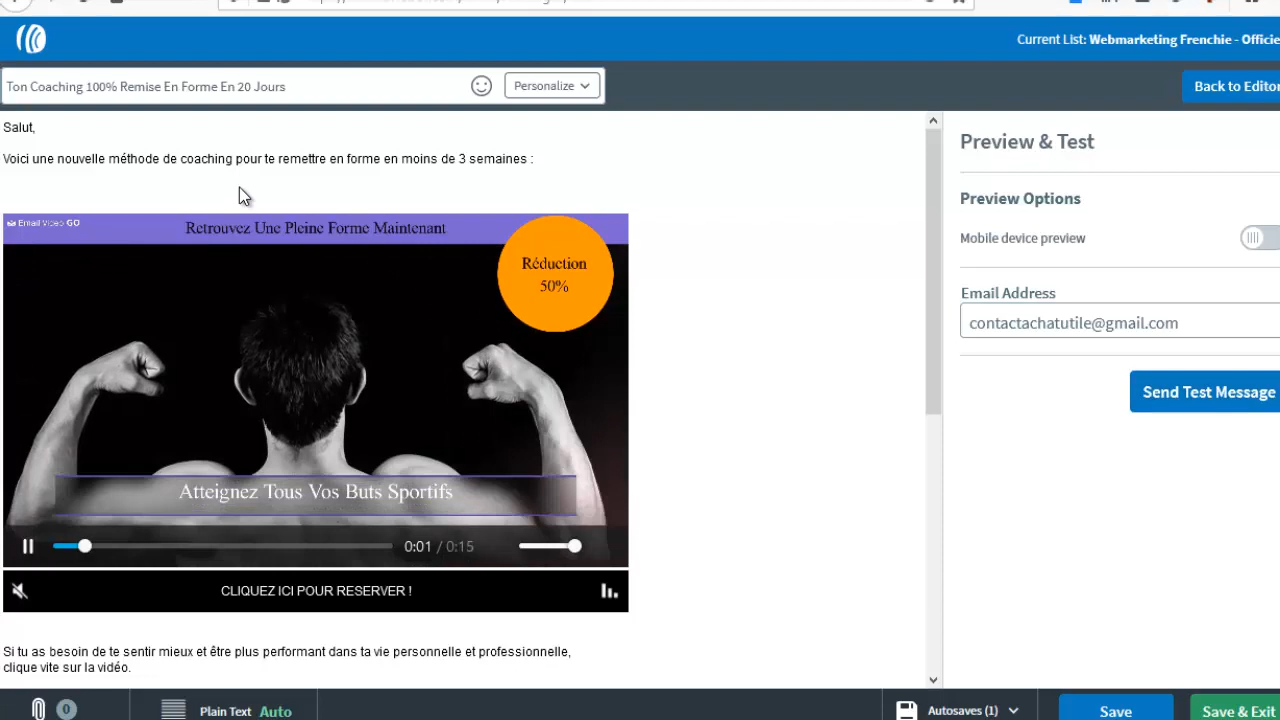 Current List: Webmarketing Frenchie - Officie
Ton Coaching 100% Remise En Forme En 20 Jours
Personalize
Back to Editor
Salut,
Voici une nouvelle méthode de coaching pour te remettre en forme en moins de 3 semaines :
Email Video GO
Retrouvez Une Pleine Forme Maintenant
Réduction
50%
Atteignez Tous Vos Buts Sportifs
0:01 / 0:15
CLIQUEZ ICI POUR RESERVER !
Si tu as besoin de te sentir mieux et être plus performant dans ta vie personnelle et professionnelle,
clique vite sur la vidéo.
Preview & Test
Preview Options
Mobile device preview
Email Address
contactachatutile@gmail.com
Send Test Message
0
Plain Text Auto
Autosaves (1)
Save
Save & Exit